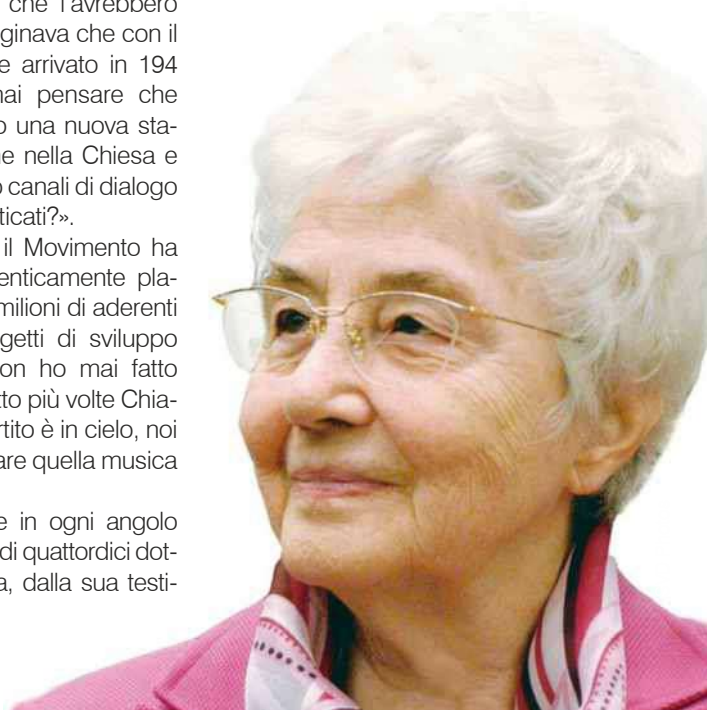 che l'avrebbero
ginava che con il
e arrivato in 194
nai pensare che
o una nuova sta-
e nella Chiesa e
o canali di dialogo
ticati?».
il Movimento ha
enticamente pla-
milioni di aderenti
getti di sviluppo
on ho mai fatto
tto più volte Chia-
rtito è in cielo, noi
are quella musica
e in ogni angolo
di quattordici dot-
a, dalla sua testi-